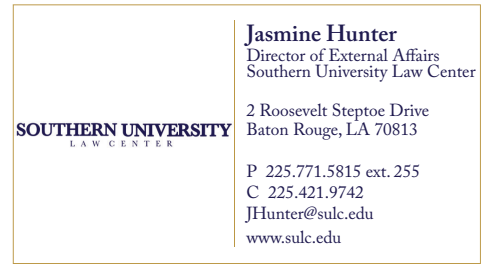 SOUTHERN UNIVERSITY
LAW CENTER
Jasmine Hunter
Director of External Affairs
Southern University Law Center
2 Roosevelt Steptoe Drive
Baton Rouge, LA 70813
P 225.771.5815 ext. 255
C 225.421.9742
JHunter@sulc.edu
www.sulc.edu